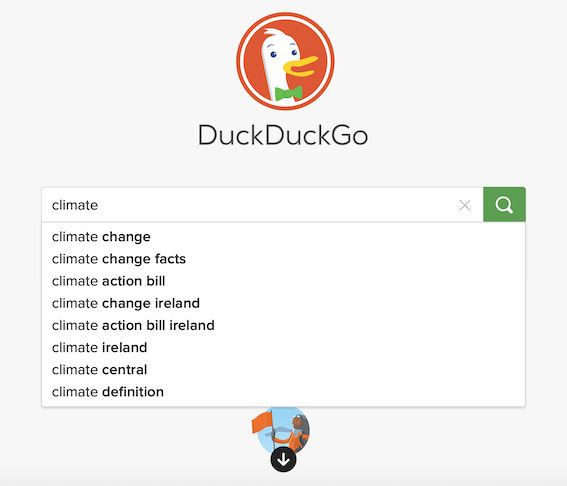 DuckDuckGo
climate
climate change
climate change facts
climate action bill
climate change ireland
climate action bill ireland
climate ireland
climate central
climate definition